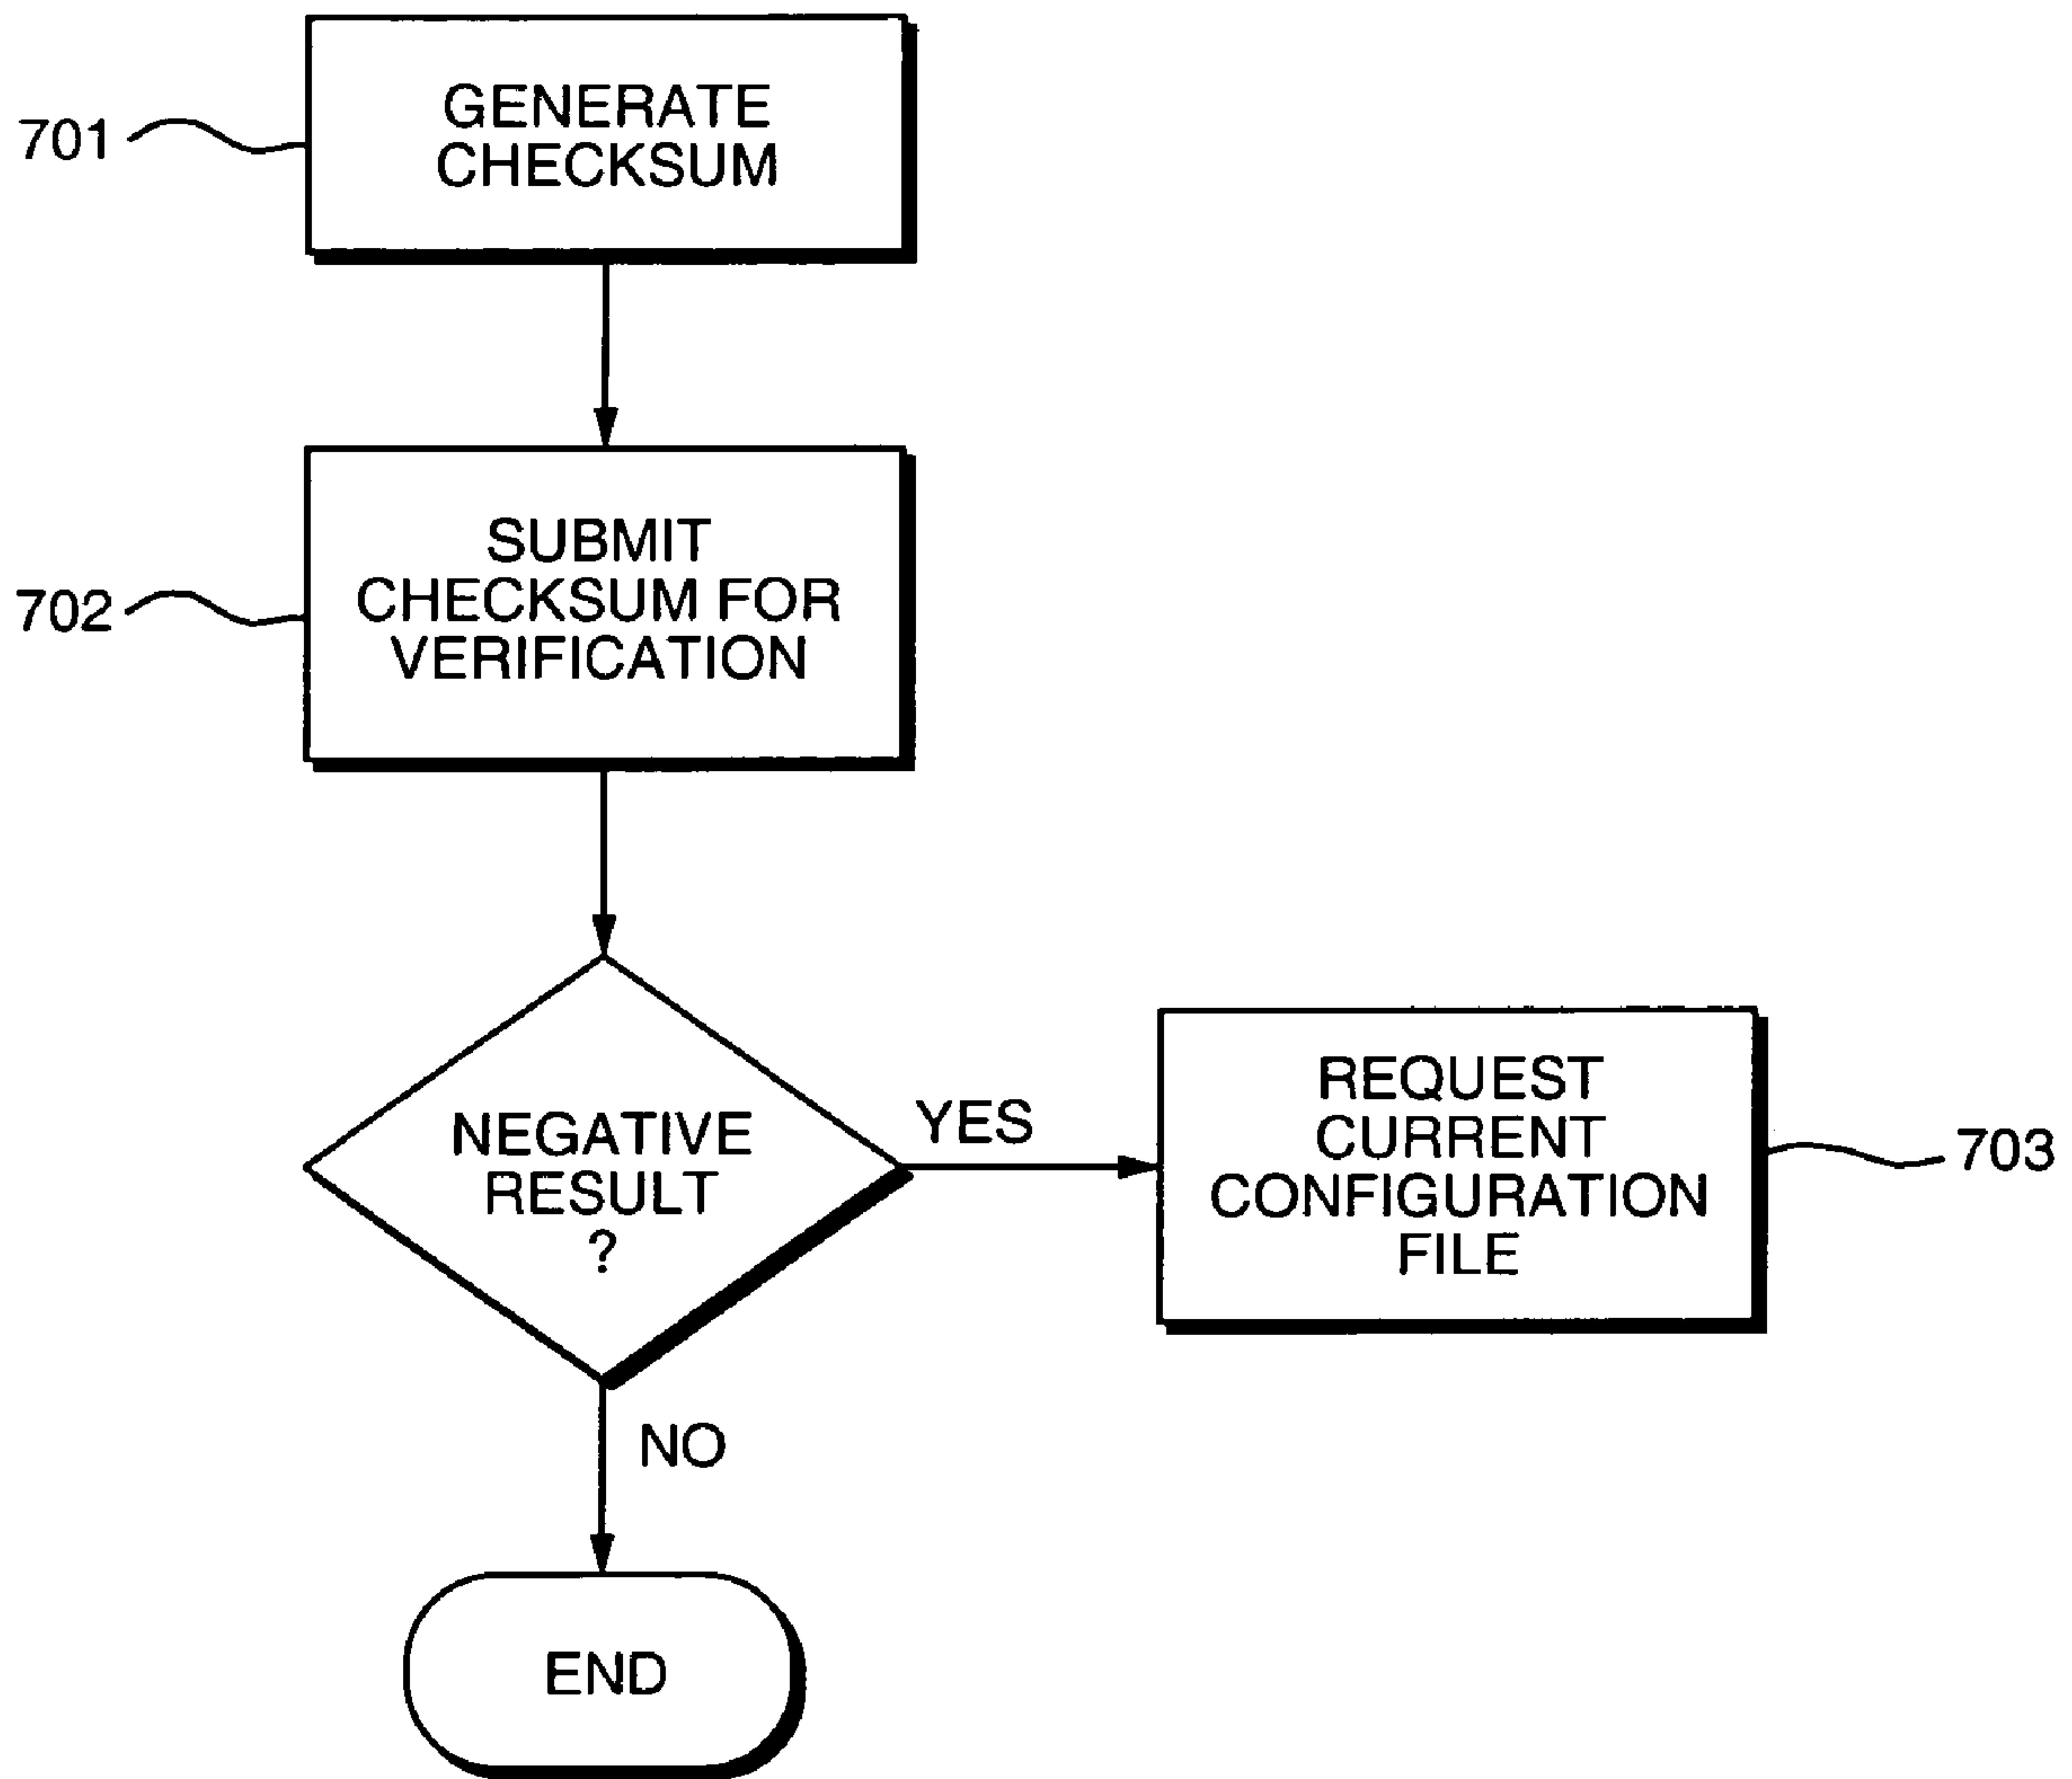 GENERATE
CHECKSUM
701
SUBMIT
CHECKSUM FOR
VERIFICATION
702
NEGATIVE
RESULT
?
YES
REQUEST
CURRENT
CONFIGURATION
FILE
703
NO
END